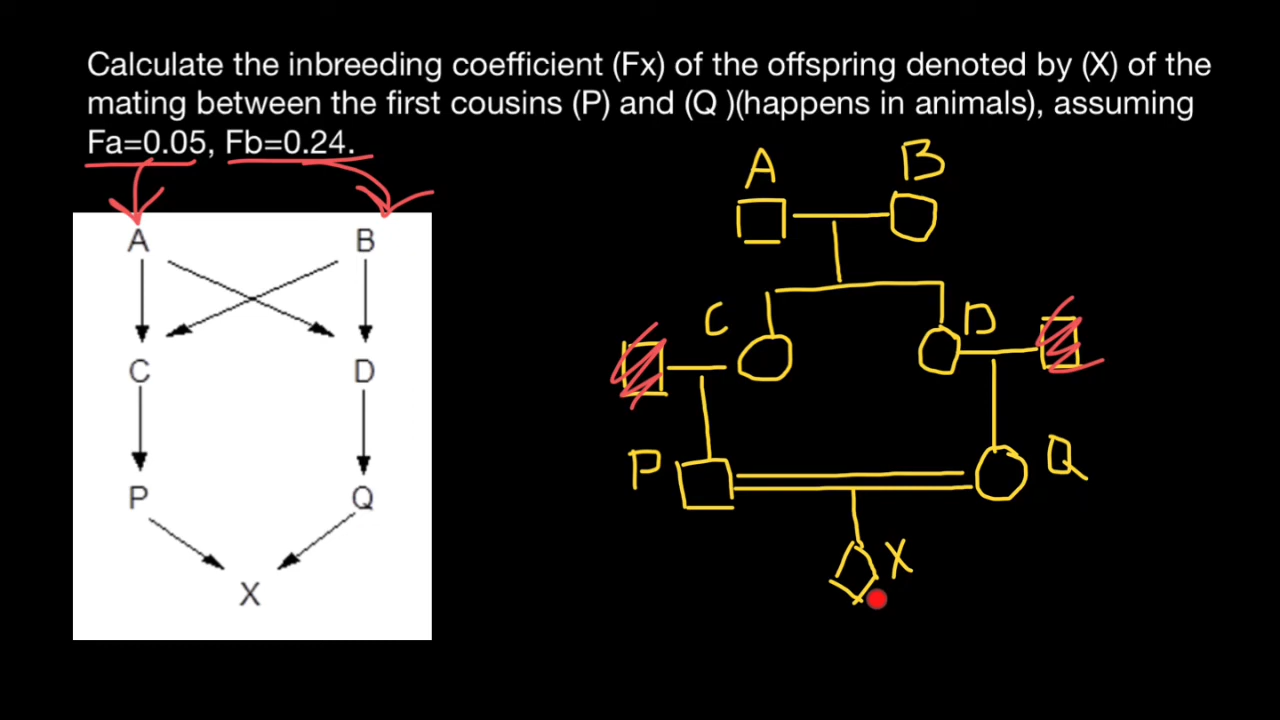 Calculate the inbreeding coefficient (Fx) of the offspring denoted by (X) of the
mating between the first cousins (P) and (Q )(happens in animals), assuming
Fa=0.05, Fb=0.24.
A B
A B
C D
C D
P Q
P Q
X
X